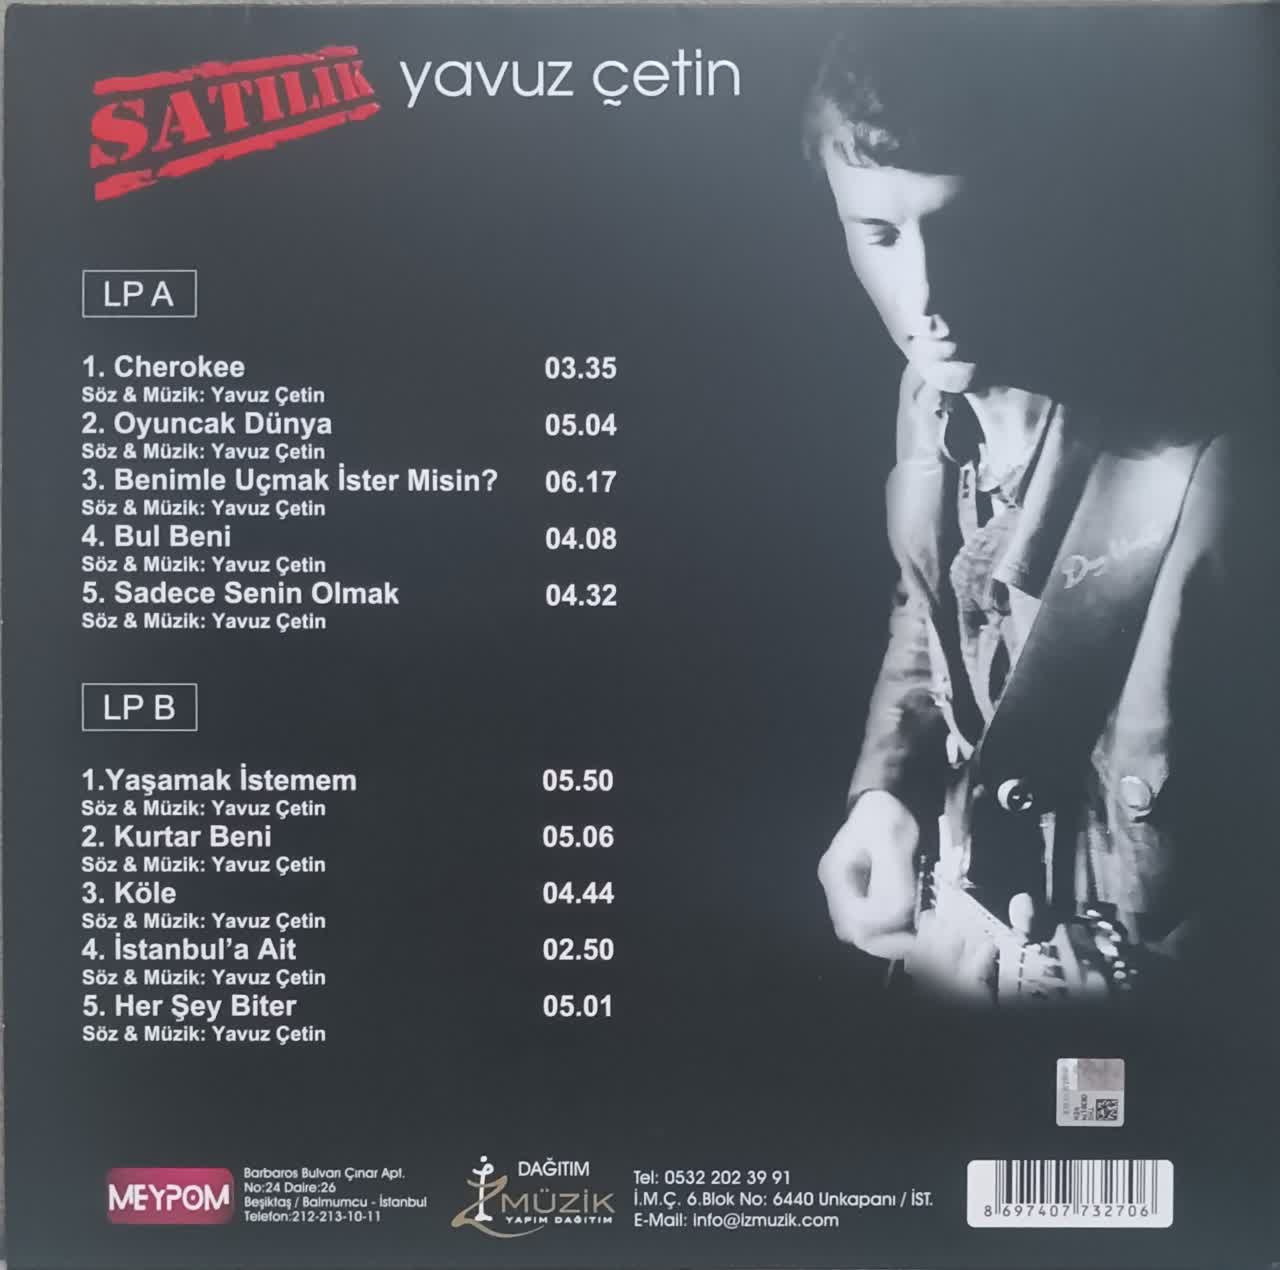 SATILIK
yavuz çetin
LP A
1. Cherokee 03.35
Söz & Müzik: Yavuz Çetin
2. Oyuncak Dünya 05.04
Söz & Müzik: Yavuz Çetin
3. Benimle Uçmak İster Misin? 06.17
Söz & Müzik: Yavuz Çetin
4. Bul Beni 04.08
Söz & Müzik: Yavuz Çetin
5. Sadece Senin Olmak 04.32
Söz & Müzik: Yavuz Çetin
LP B
1.Yaşamak İstemem 05.50
Söz & Müzik: Yavuz Çetin
2. Kurtar Beni 05.06
Söz & Müzik: Yavuz Çetin
3. Köle 04.44
Söz & Müzik: Yavuz Çetin
4. İstanbul'a Ait 02.50
Söz & Müzik: Yavuz Çetin
5. Her Şey Biter 05.01
Söz & Müzik: Yavuz Çetin
MEYPOM
Barbaros Bulvarı Çınar Apt.
No:24 Daire:26
Beşiktaş / Balmumcu - İstanbul
Telefon:212-213-10-11
DAĞITIM
İZ MÜZİK
YAPIM DAĞITIM
Tel: 0532 202 39 91
İ.M.Ç. 6.Blok No: 6440 Unkapanı / İST.
E-Mail: info@izmuzik.com
8 697407 732706